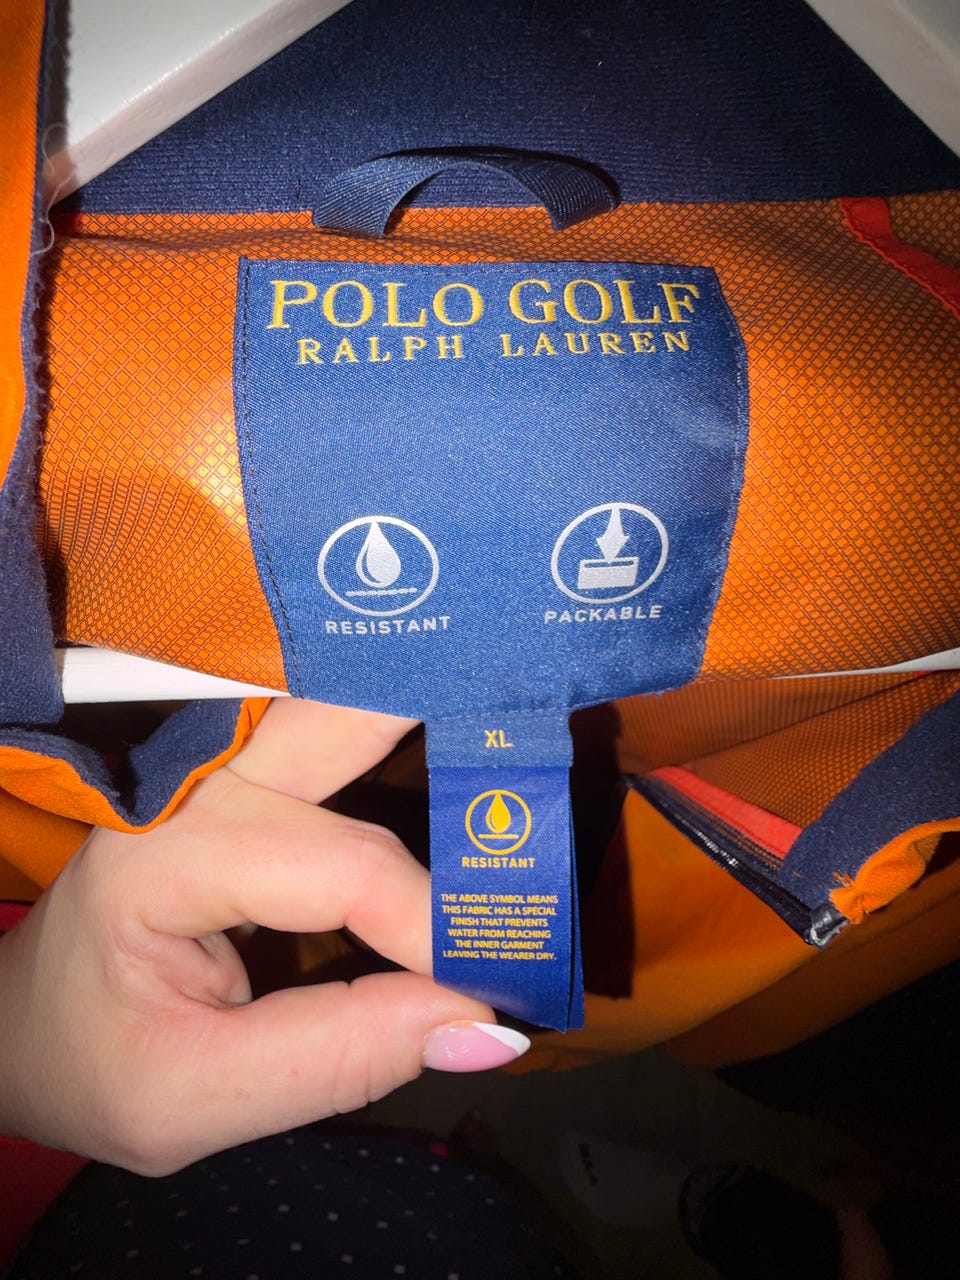 POLO GOLF
RALPH LAUREN
RESISTANT
PACKABLE
XL
RESISTANT
THE ABOVE SYMBOL MEANS
THIS FABRIC HAS A SPECIAL
FINISH THAT PREVENTS
WATER FROM REACHING
THE INNER GARMENT
LEAVING THE WEARER DRY.